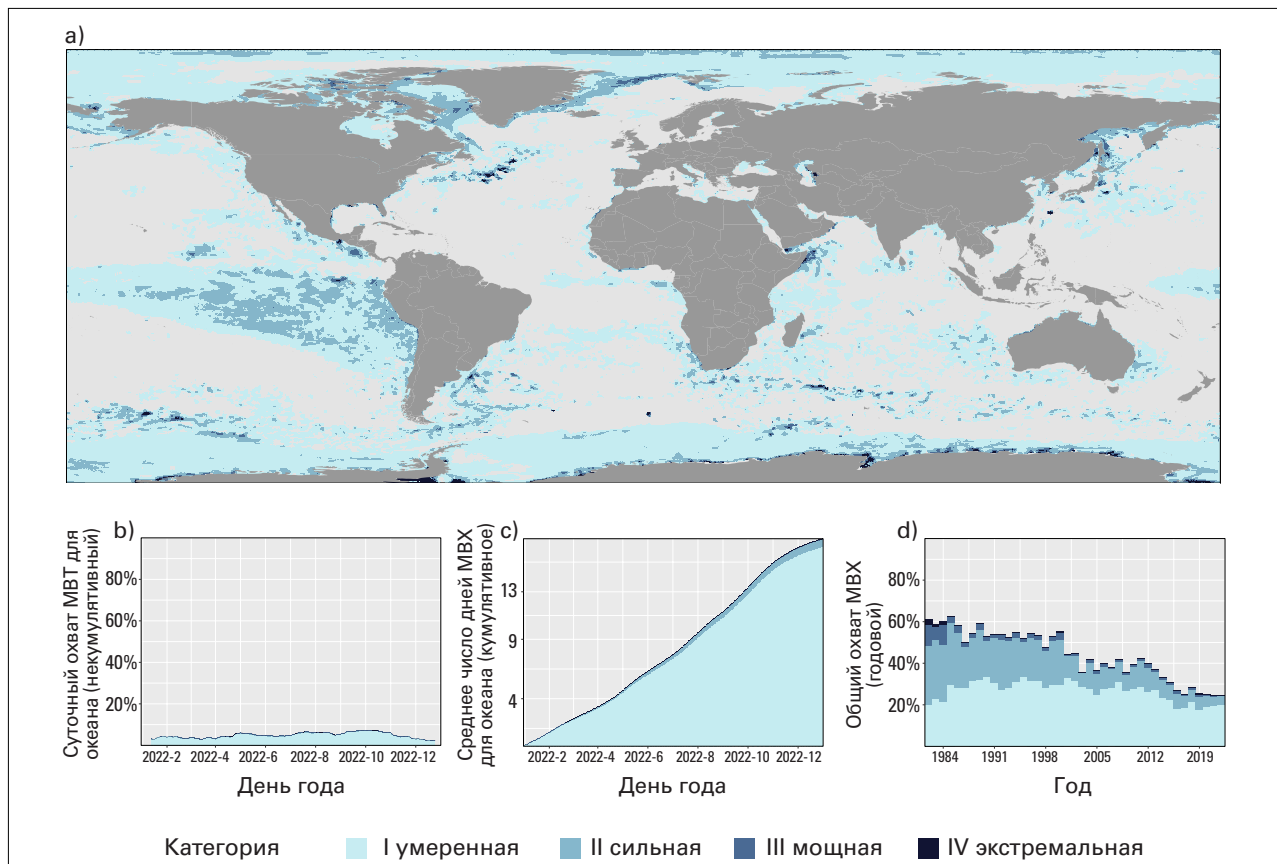 a)
b)
Суточный охват МВТ для
океана (некумулятивный)
80%
60%
40%
20%
2022-2 2022-4 2022-6 2022-8 2022-10 2022-12
День года
c)
Среднее число дней МВХ
для океана (кумулятивное)
13
9
4
2022-2 2022-4 2022-6 2022-8 2022-10 2022-12
День года
d)
Общий охват МВХ
(годовой)
80%
60%
40%
20%
1984 1991 1998 2005 2012 2019
Год
Категория I умеренная II сильная III мощная IV экстремальная